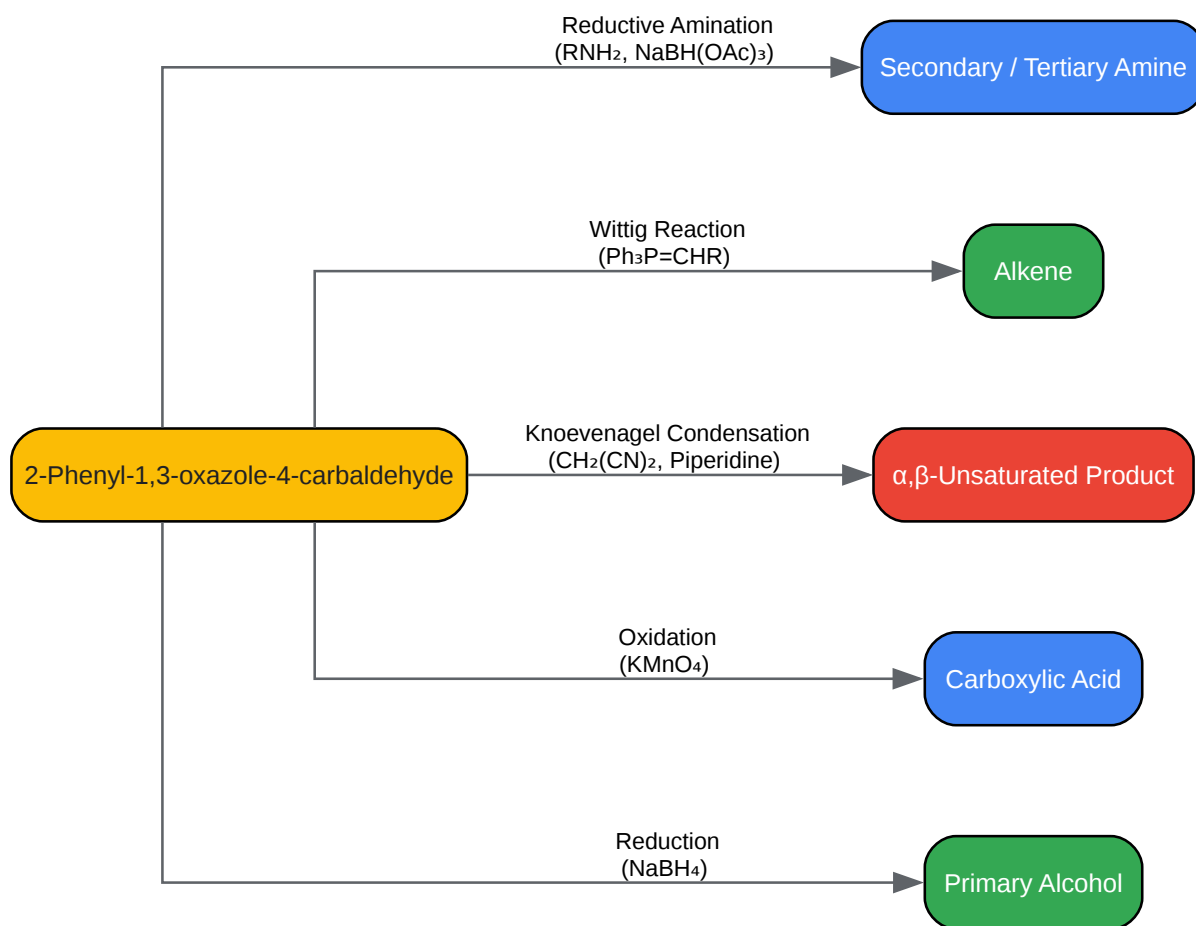 Reductive Amination
(RNH₂, NaBH(OAc)₃)
Secondary / Tertiary Amine
Wittig Reaction
(Ph₃P=CHR)
Alkene
2-Phenyl-1,3-oxazole-4-carbaldehyde
Knoevenagel Condensation
(CH₂(CN)₂, Piperidine)
α,β-Unsaturated Product
Oxidation
(KMnO₄)
Carboxylic Acid
Reduction
(NaBH₄)
Primary Alcohol